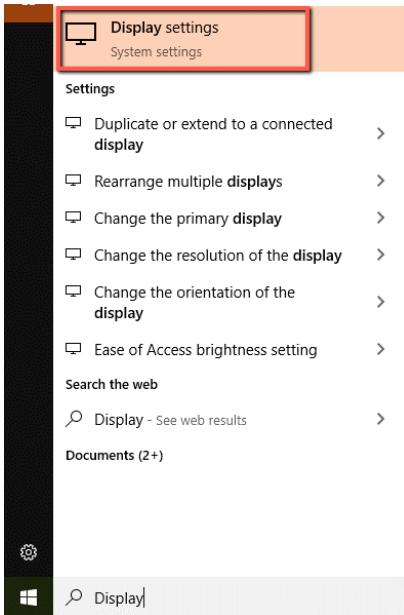 Display settings
System settings
Settings
Duplicate or extend to a connected
display
Rearrange multiple displays
Change the primary display
Change the resolution of the display
Change the orientation of the
display
Ease of Access brightness setting
Search the web
Display - See web results
Documents (2+)
Display